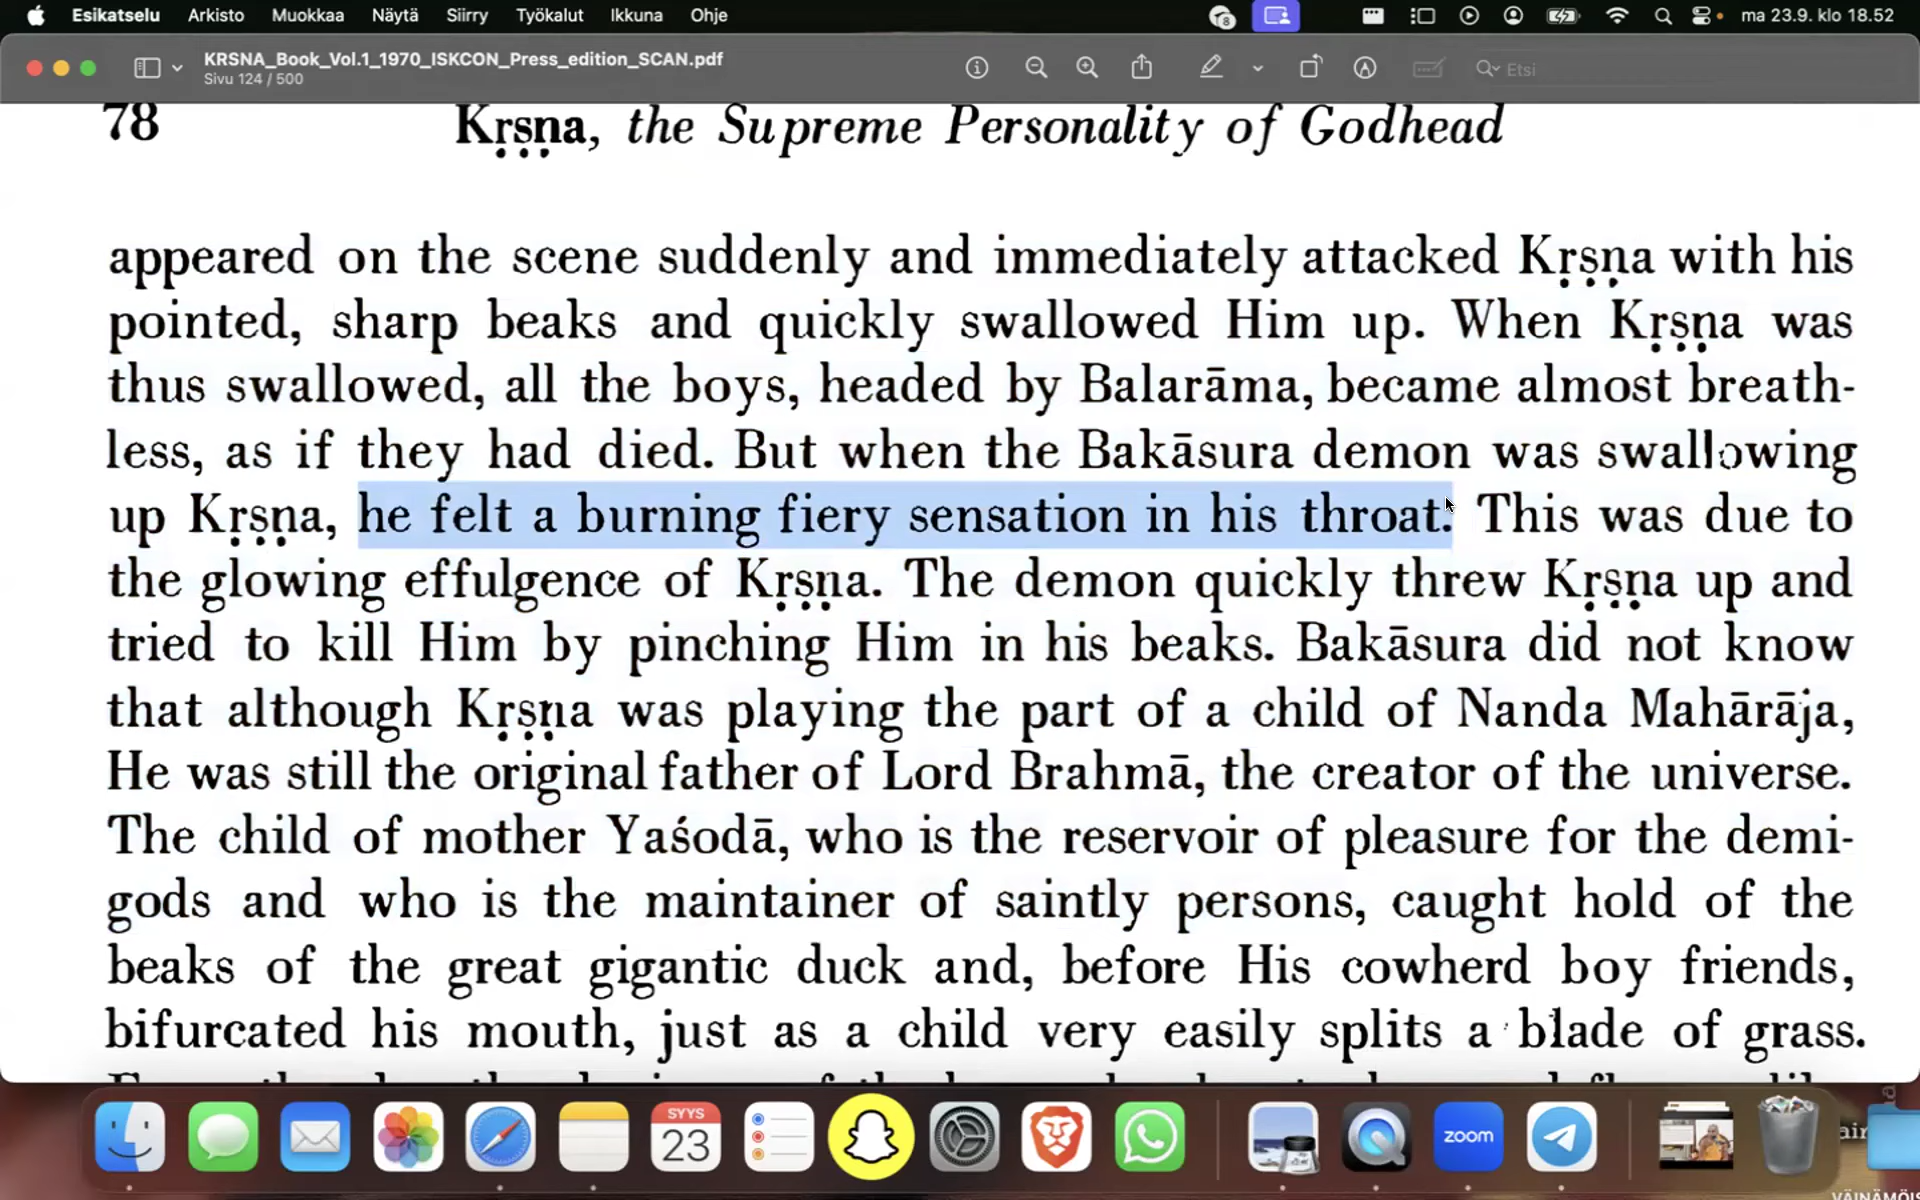 Esikatselu Arkisto Muokkaa Näytä Siirry Työkalut Ikkuna Ohje 8 ma 23.9. klo 18.52
KRSNA_Book_Vol.1_1970_ISKCON_Press_edition_SCAN.pdf
Sivu 124 / 500
Etsi
78 Kṛṣṇa, the Supreme Personality of Godhead
appeared on the scene suddenly and immediately attacked Kṛṣṇa with his
pointed, sharp beaks and quickly swallowed Him up. When Kṛṣṇa was
thus swallowed, all the boys, headed by Balarāma, became almost breath-
less, as if they had died. But when the Bakāsura demon was swallowing
up Kṛṣṇa, he felt a burning fiery sensation in his throat. This was due to
the glowing effulgence of Kṛṣṇa. The demon quickly threw Kṛṣṇa up and
tried to kill Him by pinching Him in his beaks. Bakāsura did not know
that although Kṛṣṇa was playing the part of a child of Nanda Mahārāja,
He was still the original father of Lord Brahmā, the creator of the universe.
The child of mother Yaśodā, who is the reservoir of pleasure for the demi-
gods and who is the maintainer of saintly persons, caught hold of the
beaks of the great gigantic duck and, before His cowherd boy friends,
bifurcated his mouth, just as a child very easily splits a blade of grass.
SYYS
23
zoom